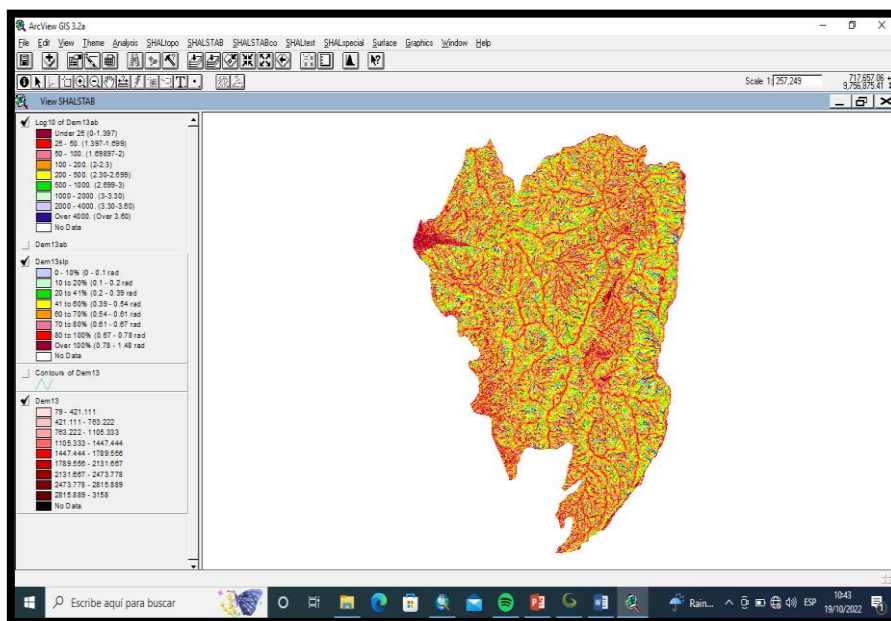 ArcView GIS 3.2a
File Edit View Theme Analysis SHALtopo SHALSTAB SHALSTABco SHALtest SHALspecial Surface Graphics Window Help
Scale 1: 257,249
717,657.06
9,756,875.41
View SHALSTAB
Log10 of Dem13ab
Under 25 (0-1.397)
25 - 50. (1.397-1.699)
50 - 100. (1.69897-2)
100 - 200. (2-2.3)
200 - 500. (2.30-2.699)
500 - 1000. (2.699-3)
1000 - 2000. (3-3.30)
2000 - 4000. (3.30-3.60)
Over 4000. (Over 3.60)
No Data
Dem13ab
Dem13slp
0 - 10% (0 - 0.1 rad
10 to 20% (0.1 - 0.2 rad
20 to 41% (0.2 - 0.39 rad
41 to 60% (0.39 - 0.54 rad
60 to 70% (0.54 - 0.61 rad
70 to 80% (0.61 - 0.67 rad
80 to 100% (0.67 - 0.78 rad
Over 100% (0.78 - 1.48 rad
No Data
Contours of Dem13
Dem13
79 - 421.111
421.111 - 763.222
763.222 - 1105.333
1105.333 - 1447.444
1447.444 - 1789.556
1789.556 - 2131.667
2131.667 - 2473.778
2473.778 - 2815.889
2815.889 - 3158
No Data
Escribe aquí para buscar
Rain...
ESP
10:43
19/10/2022